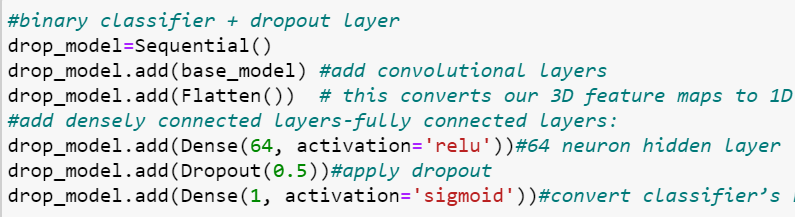 #binary classifier + dropout layer
drop_model=Sequential()
drop_model.add(base_model) #add convolutional layers
drop_model.add(Flatten())  # this converts our 3D feature maps to 1D
#add densely connected layers-fully connected layers:
drop_model.add(Dense(64, activation='relu'))#64 neuron hidden layer
drop_model.add(Dropout(0.5))#apply dropout
drop_model.add(Dense(1, activation='sigmoid'))#convert classifier’s